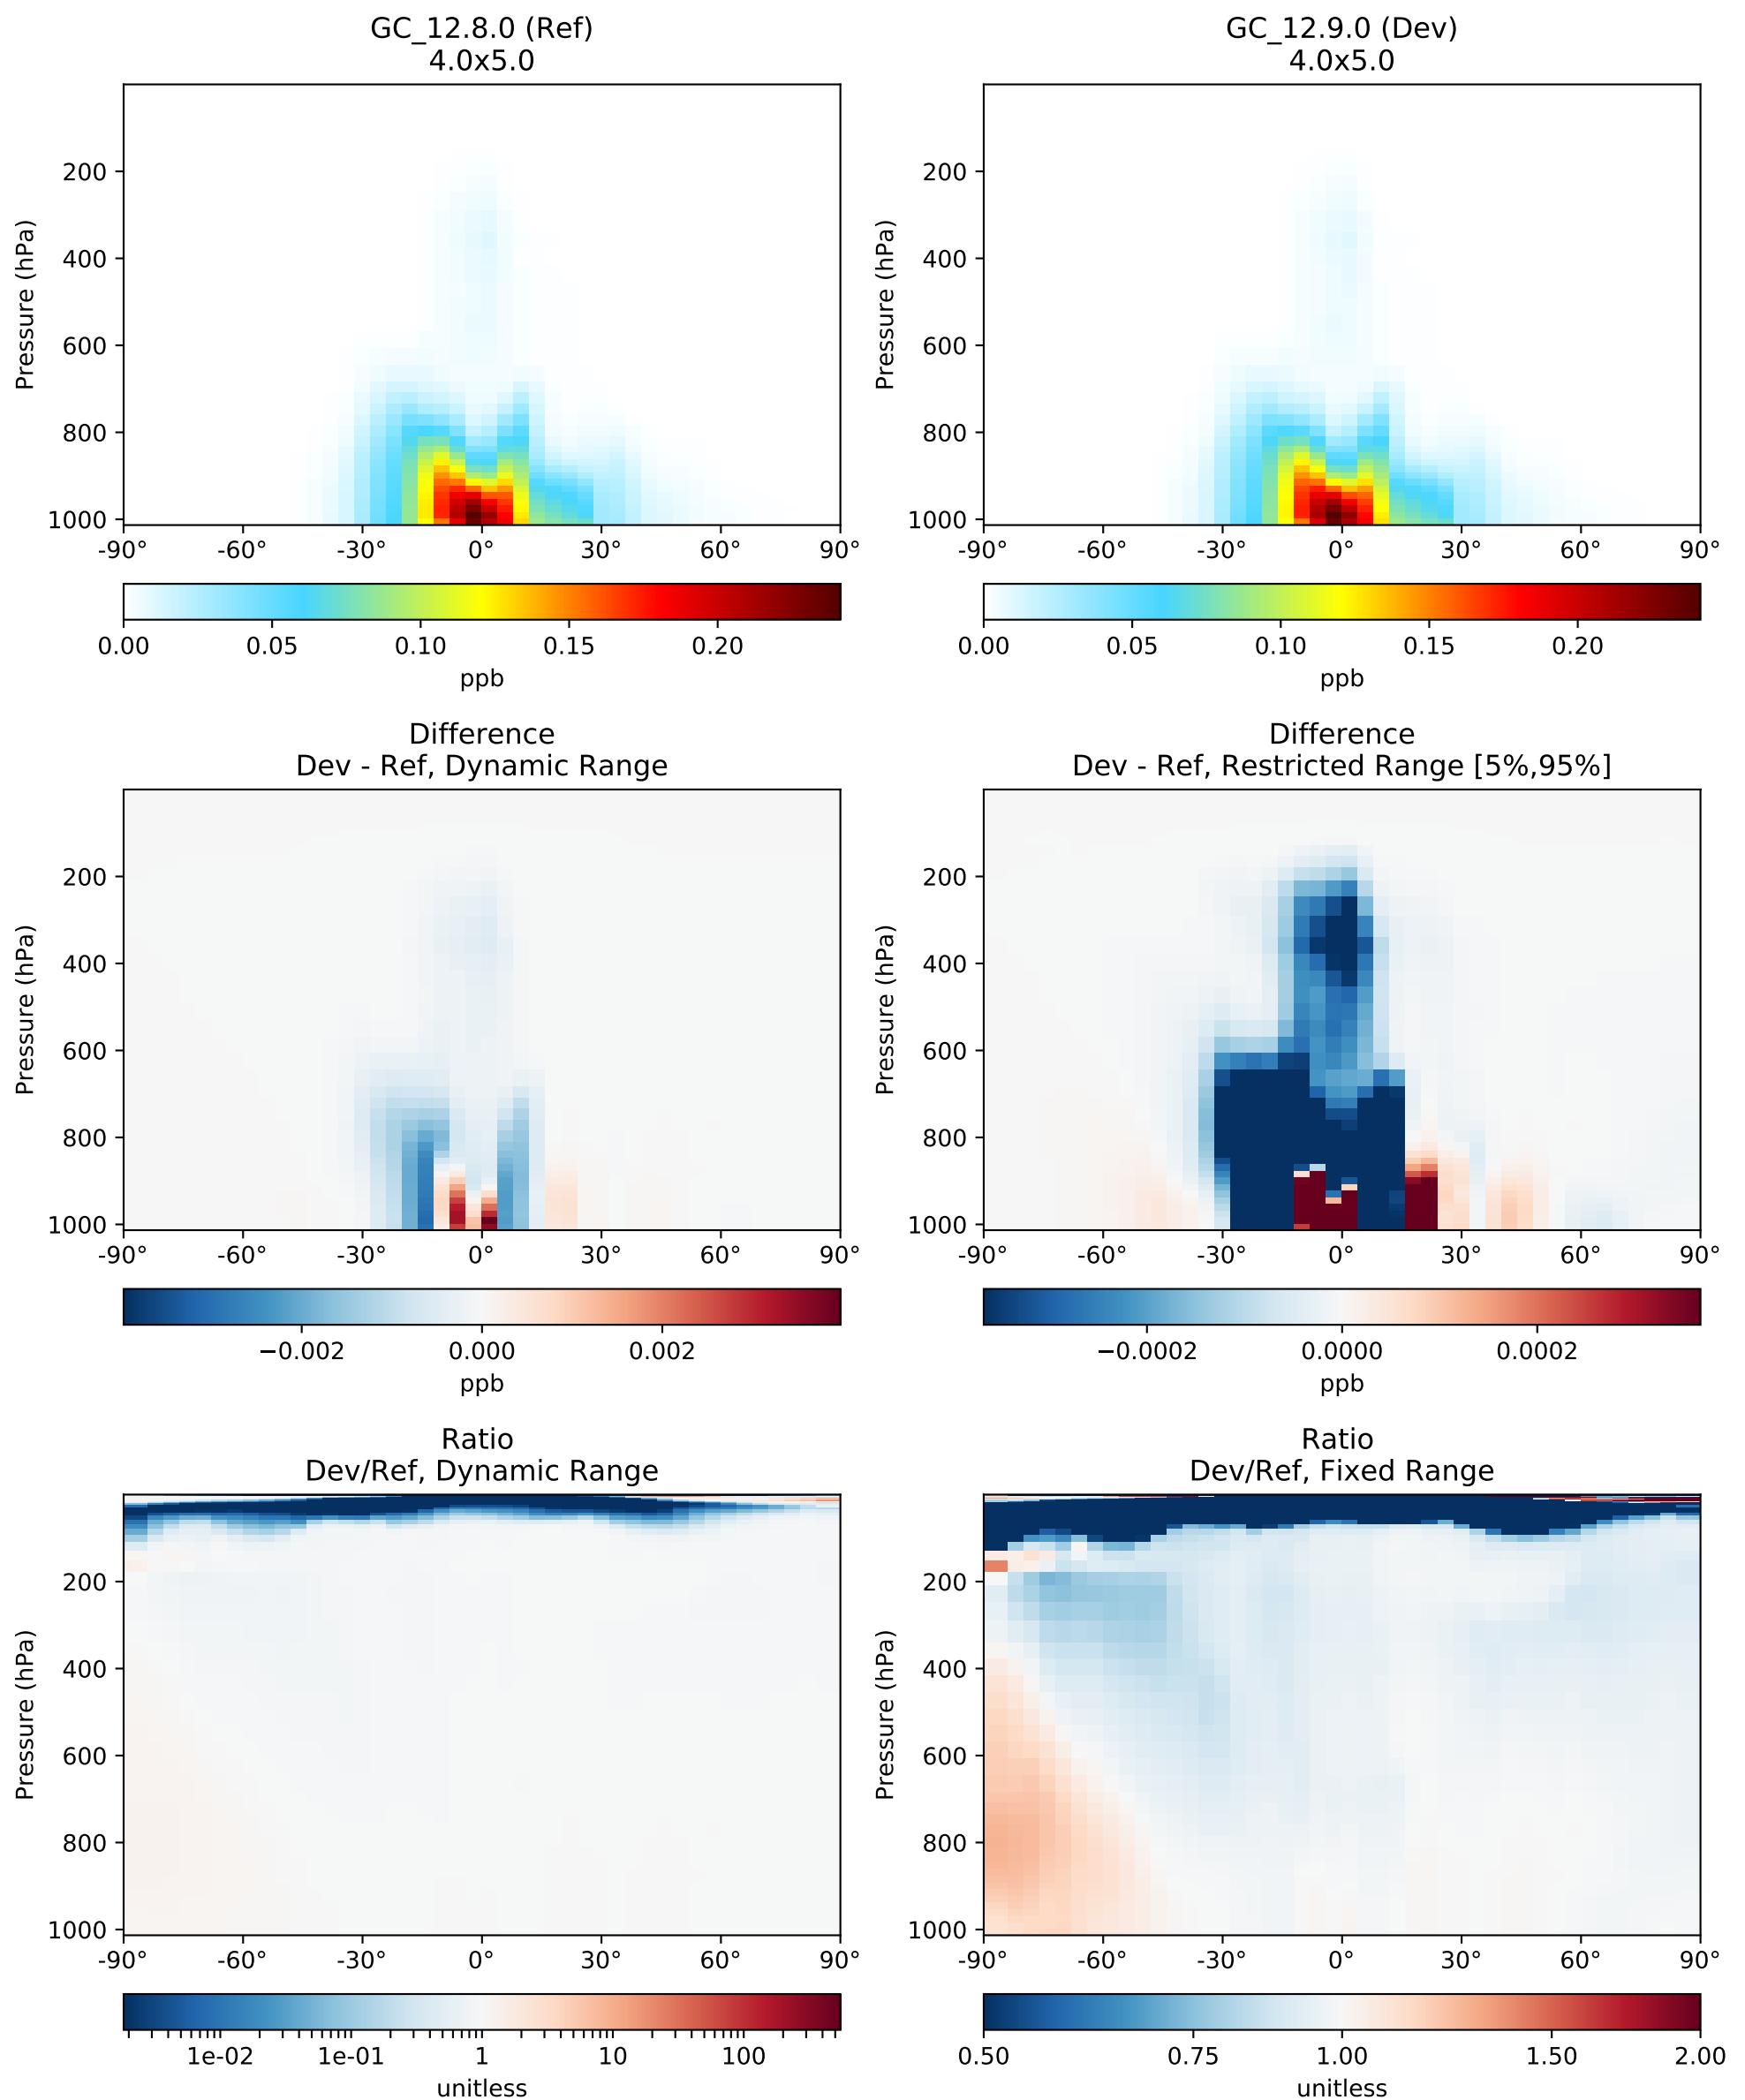 GC_12.8.0 (Ref)
4.0x5.0
Pressure (hPa)
200
400
600
800
1000
-90° -60° -30° 0° 30° 60° 90°
0.00 0.05 0.10 0.15 0.20
ppb
GC_12.9.0 (Dev)
4.0x5.0
Pressure (hPa)
200
400
600
800
1000
-90° -60° -30° 0° 30° 60° 90°
0.00 0.05 0.10 0.15 0.20
ppb
Difference
Dev - Ref, Dynamic Range
Pressure (hPa)
200
400
600
800
1000
-90° -60° -30° 0° 30° 60° 90°
−0.002 0.000 0.002
ppb
Difference
Dev - Ref, Restricted Range [5%,95%]
Pressure (hPa)
200
400
600
800
1000
-90° -60° -30° 0° 30° 60° 90°
−0.0002 0.0000 0.0002
ppb
Ratio
Dev/Ref, Dynamic Range
Pressure (hPa)
200
400
600
800
1000
-90° -60° -30° 0° 30° 60° 90°
1e-02 1e-01 1 10 100
unitless
Ratio
Dev/Ref, Fixed Range
Pressure (hPa)
200
400
600
800
1000
-90° -60° -30° 0° 30° 60° 90°
0.50 0.75 1.00 1.50 2.00
unitless